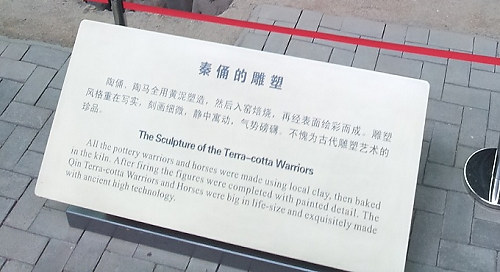 秦俑的雕塑
陶俑、陶马全用黄泥塑造，然后入窑焙烧，再经表面绘彩而成。雕塑
风格重在写实，刻画细微，静中寓动，气势磅礴，不愧为古代雕塑艺术的
珍品。
The Sculpture of the Terra-cotta Warriors
All the pottery warriors and horses were made using local clay, then baked
in the kiln. After firing the figures were completed with painted detail. The
Qin Terra-cotta Warriors and Horses were big in life-size and exquisitely made
with ancient high technology.